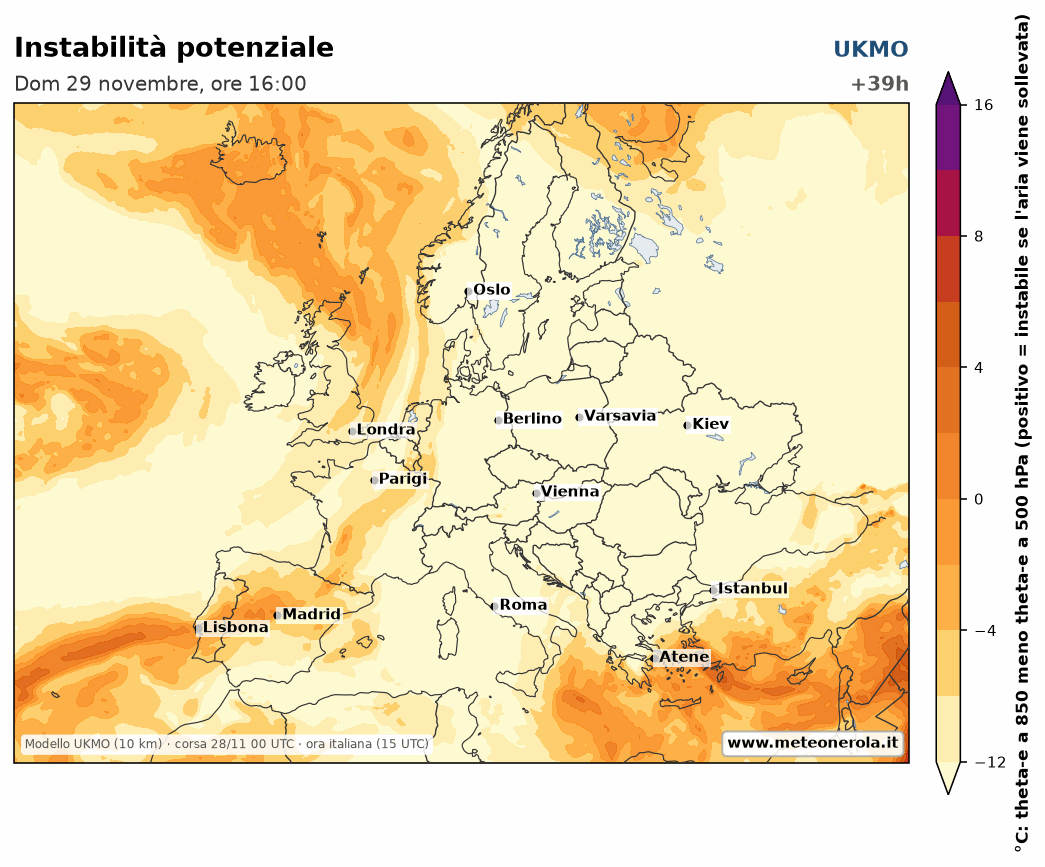 Instabilità potenziale
UKMO
Dom 29 novembre, ore 16:00
+39h
Oslo
Berlino
Varsavia
Kiev
Londra
Parigi
Vienna
Istanbul
Roma
Madrid
Lisbona
Atene
Modello UKMO (10 km) · corsa 28/11 00 UTC · ora italiana (15 UTC)
www.meteonerola.it
16
8
4
0
−4
−12
°C: theta-e a 850 meno theta-e a 500 hPa (positivo = instabile se l'aria viene sollevata)